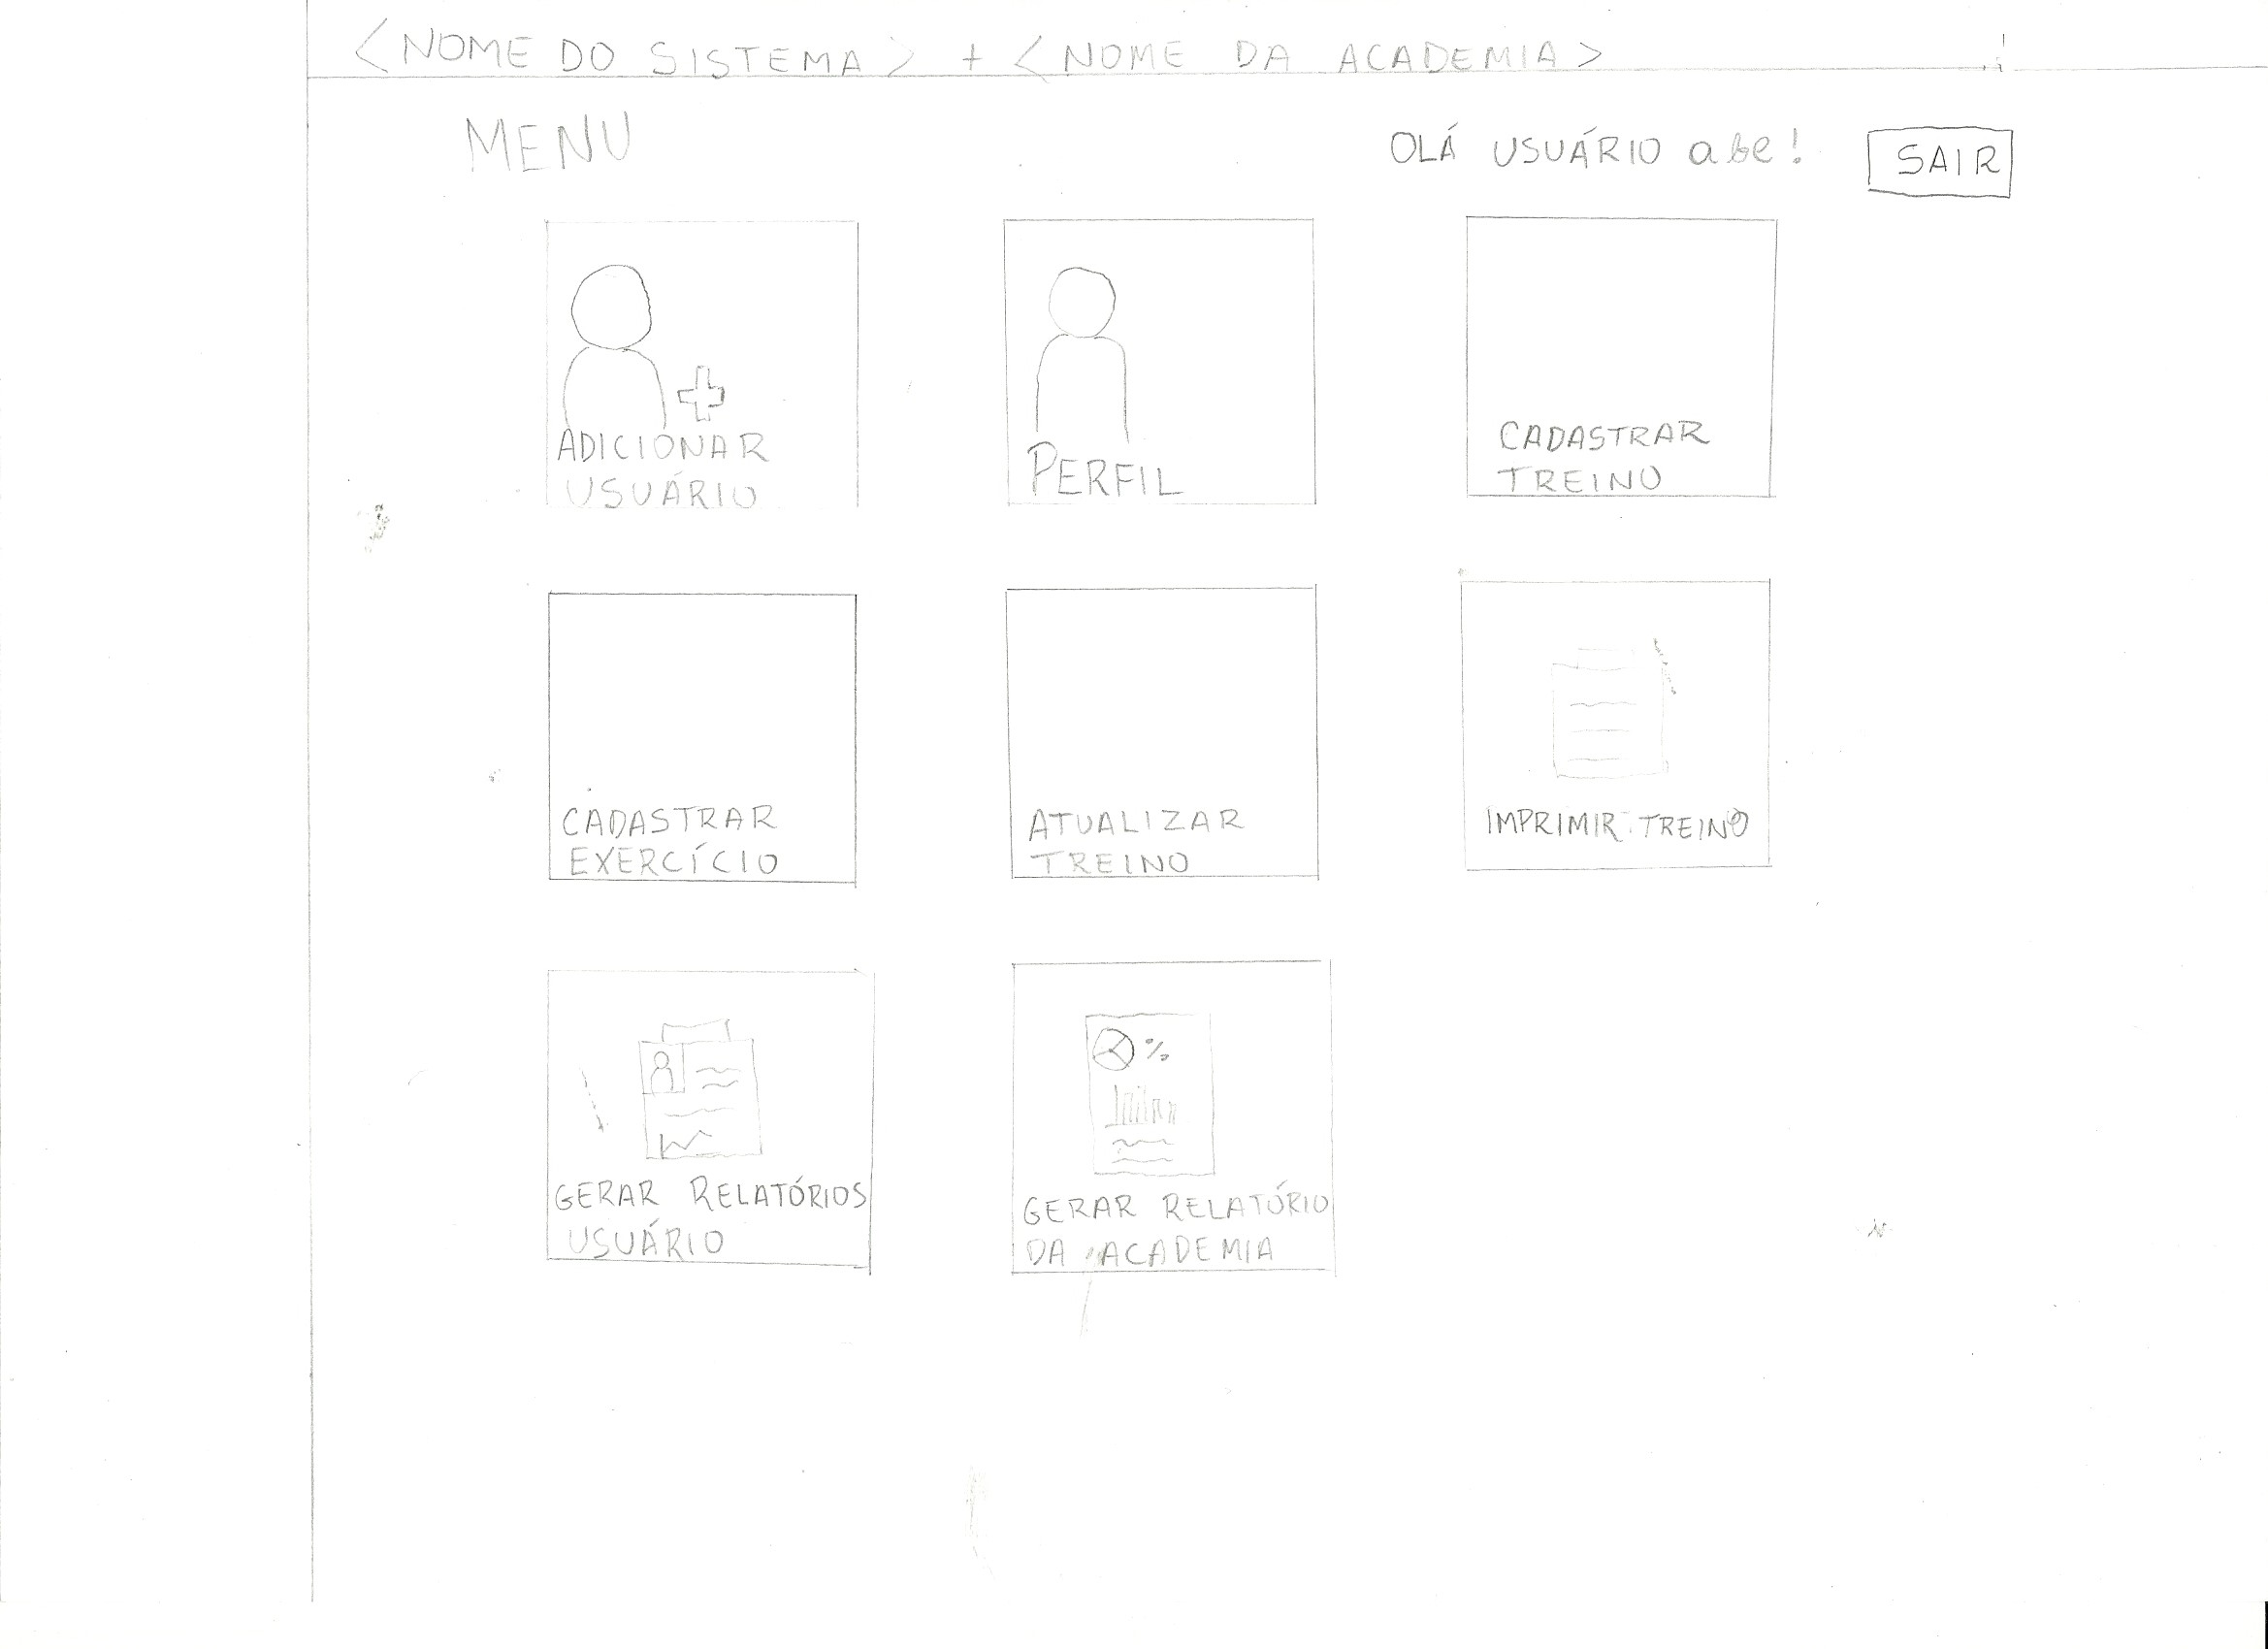 <NOME DO SISTEMA> + <NOME DA ACADEMIA>
MENU
OLÁ USUÁRIO abc!
SAIR
ADICIONAR
USUÁRIO
PERFIL
CADASTRAR
TREINO
CADASTRAR
EXERCÍCIO
ATUALIZAR
TREINO
IMPRIMIR TREINO
GERAR RELATÓRIOS
USUÁRIO
%
GERAR RELATÓRIO
DA ACADEMIA